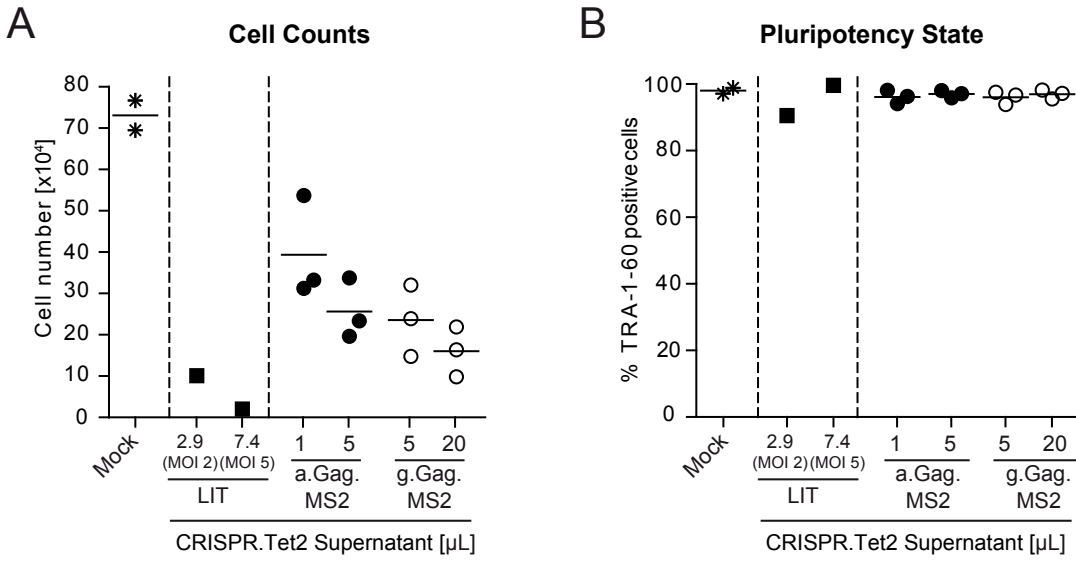 A
Cell Counts
Cell number [x10⁴]
80
70
60
50
40
30
20
10
0
Mock
2.9 7.4 1 5 5 20
(MOI 2) (MOI 5)
LIT
a.Gag.
MS2
g.Gag.
MS2
CRISPR.Tet2 Supernatant [µL]
B
Pluripotency State
% TRA-1-60 positive cells
100
80
60
40
20
0
Mock
2.9 7.4 1 5 5 20
(MOI 2) (MOI 5)
LIT
a.Gag.
MS2
g.Gag.
MS2
CRISPR.Tet2 Supernatant [µL]